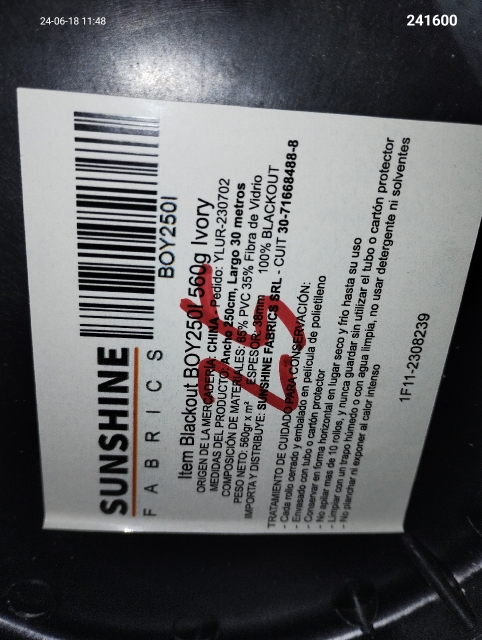 24-06-18 11:48
241600
SUNSHINE
FABRICS
BOY250I
Item Blackout BOY250I 560g Ivory
ORIGEN DE LA MERCADERIA: CHINA - Pedido: YLUR-230702
MEDIDAS DEL PRODUCTO: Ancho 250cm, Largo 30 metros
COMPOSICIÓN DE MATERIALES: 65% PVC 35% Fibra de Vidrio
PESO NETO: 560gr x m² ESPESOR: 38mm 100% BLACKOUT
IMPORTA Y DISTRIBUYE: SUNSHINE FABRICS SRL - CUIT 30-71668488-8
TRATAMIENTO DE CUIDADO PARA CONSERVACIÓN:
- Cada rollo cerrado y embalado en película de polietileno
- Envasado con tubo o cartón protector
- Conservar en forma horizontal en lugar seco y frío hasta su uso
- No apilar mas de 10 rollos, y nunca guardar sin utilizar el tubo o cartón protector
- Limpiar con un trapo húmedo o con agua limpia, no usar detergente ni solventes
- No planchar ni exponer al calor intenso
1F11-2308239